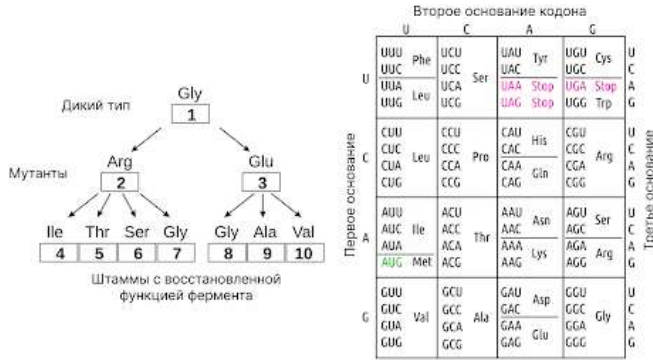 Gly
Дикий тип
1
Мутанты
Arg
Glu
2
3
Ile Thr Ser Gly Gly Ala Val
4 5 6 7 8 9 10
Штаммы с восстановленной
функцией фермента
Второе основание кодона
U C A G
Первое основание
Третье основание
U
UUU UCU UAU UGU U
Phe Tyr Cys
UUC UCC UAC UGC C
Ser
UUA UCA UAA Stop UGA Stop A
Leu
UUG UCG UAG Stop UGG Trp G
C
CUU CCU CAU CGU U
His
CUC CCC CAC CGC C
Leu Pro Arg
CUA CCA CAA CGA A
Gln
CUG CCG CAG CGG G
A
AUU ACU AAU AGU U
Asn Ser
AUC Ile ACC AAC AGC C
Thr
AUA ACA AAA AGA A
Lys Arg
AUG Met ACG AAG AGG G
G
GUU GCU GAU GGU U
Asp
GUC GCC GAC GGC C
Val Ala Gly
GUA GCA GAA GGA A
Glu
GUG GCG GAG GGG G